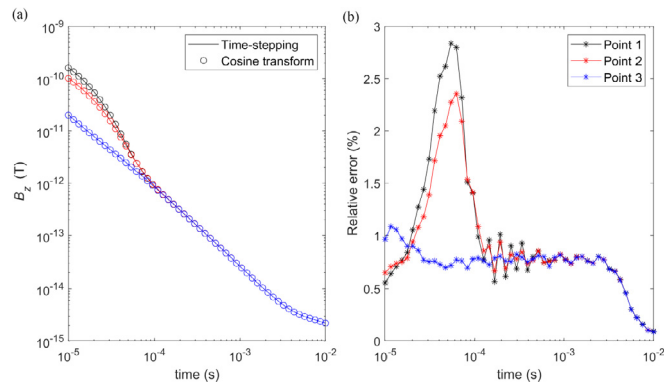 (a)
10^-9
10^-10
10^-11
10^-12
10^-13
10^-14
10^-15
B_z (T)
10^-5
10^-4
10^-3
10^-2
time (s)
Time-stepping
Cosine transform
(b)
3
2.5
2
1.5
1
0.5
0
Relative error (%)
10^-5
10^-4
10^-3
10^-2
time (s)
Point 1
Point 2
Point 3